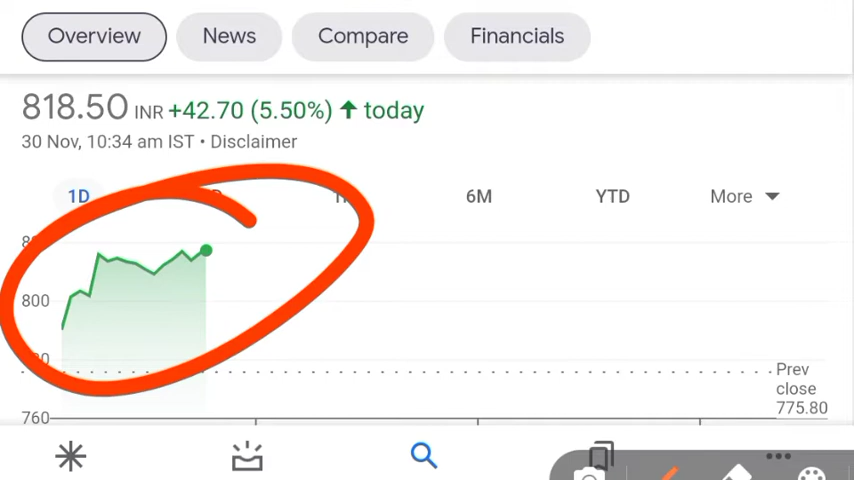 Overview News Compare Financials
818.50 INR +42.70 (5.50%) ↑ today
30 Nov, 10:34 am IST • Disclaimer
1D 6M YTD More
800
Prev
close
775.80
760